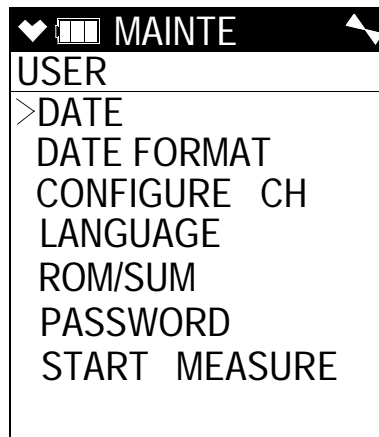 MAINTE
USER
>DATE
DATE FORMAT
CONFIGURE CH
LANGUAGE
ROM/SUM
PASSWORD
START MEASURE